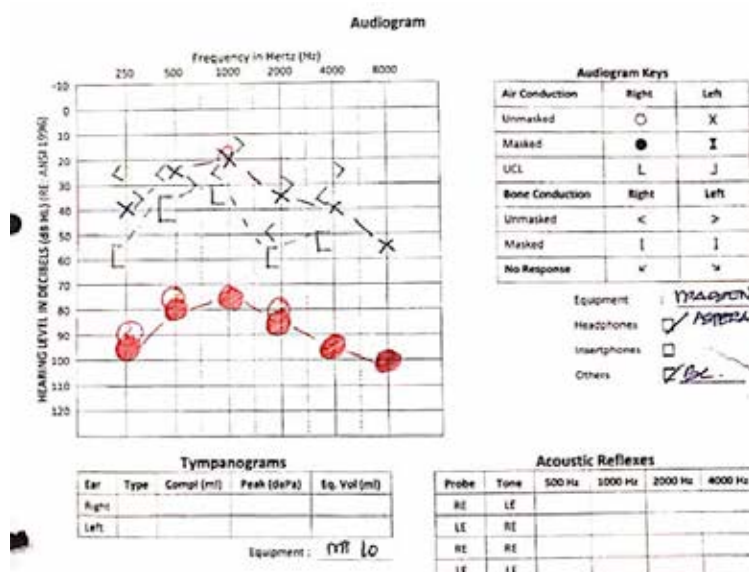 Audiogram
Frequency in Hertz (Hz)
250 500 1000 2000 4000 8000
HEARING LEVEL IN DECIBELS (dB HL) (RE: ANSI 1996)
-10
0
10
20
30
40
50
60
70
80
90
100
110
120
Audiogram Keys
Air Conduction Right Left
Unmasked O X
Masked ● I
UCL L ⅃
Bone Conduction Right Left
Unmasked < >
Masked [ ]
No Response ↙ ↘
Equipment :
Headphones
Insertphones
Others
Tympanograms
Ear Type Compl (ml) Peak (daPa) Eq. Vol (ml)
Right
Left
Equipment :
Acoustic Reflexes
Probe Tone 500 Hz 1000 Hz 2000 Hz 4000 Hz
RE LE
LE RE
RE RE
LE LE